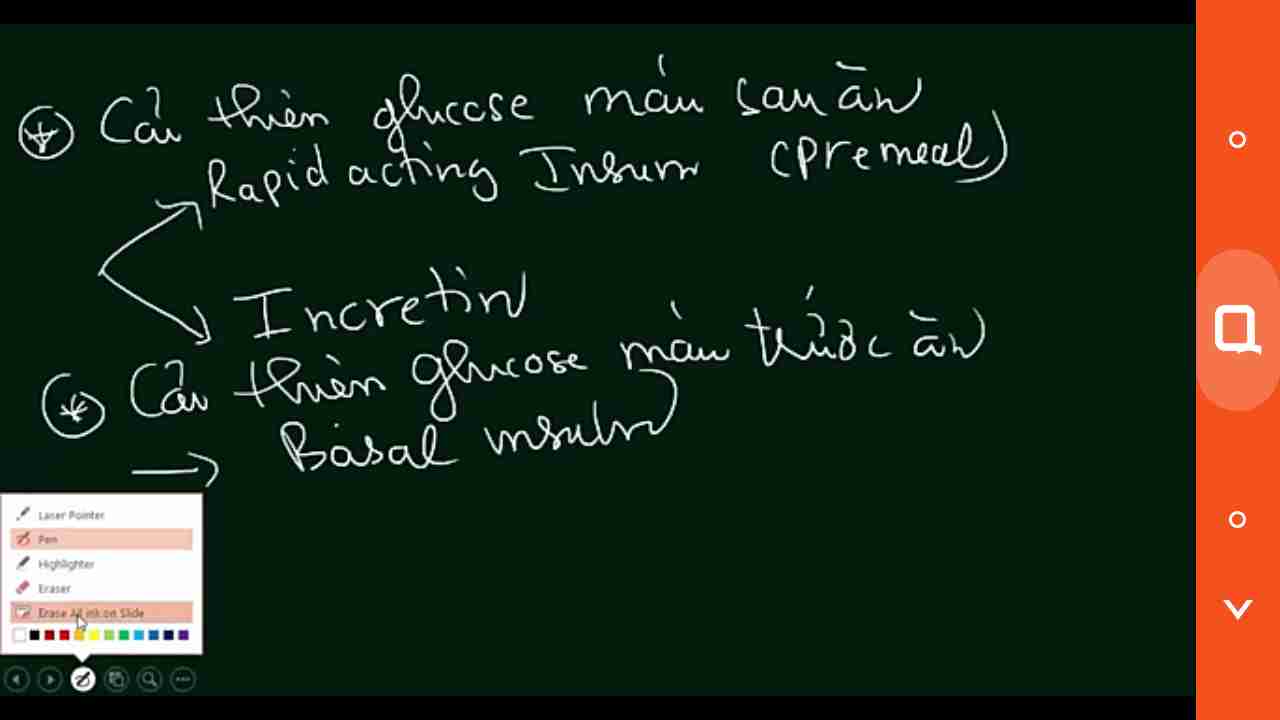 Cải thiện glucose máu sau ăn
Rapid acting Insulin (premeal)
Incretin
Cải thiện glucose máu trước ăn
Basal insulin
Laser Pointer
Pen
Highlighter
Eraser
Erase All Ink on Slide